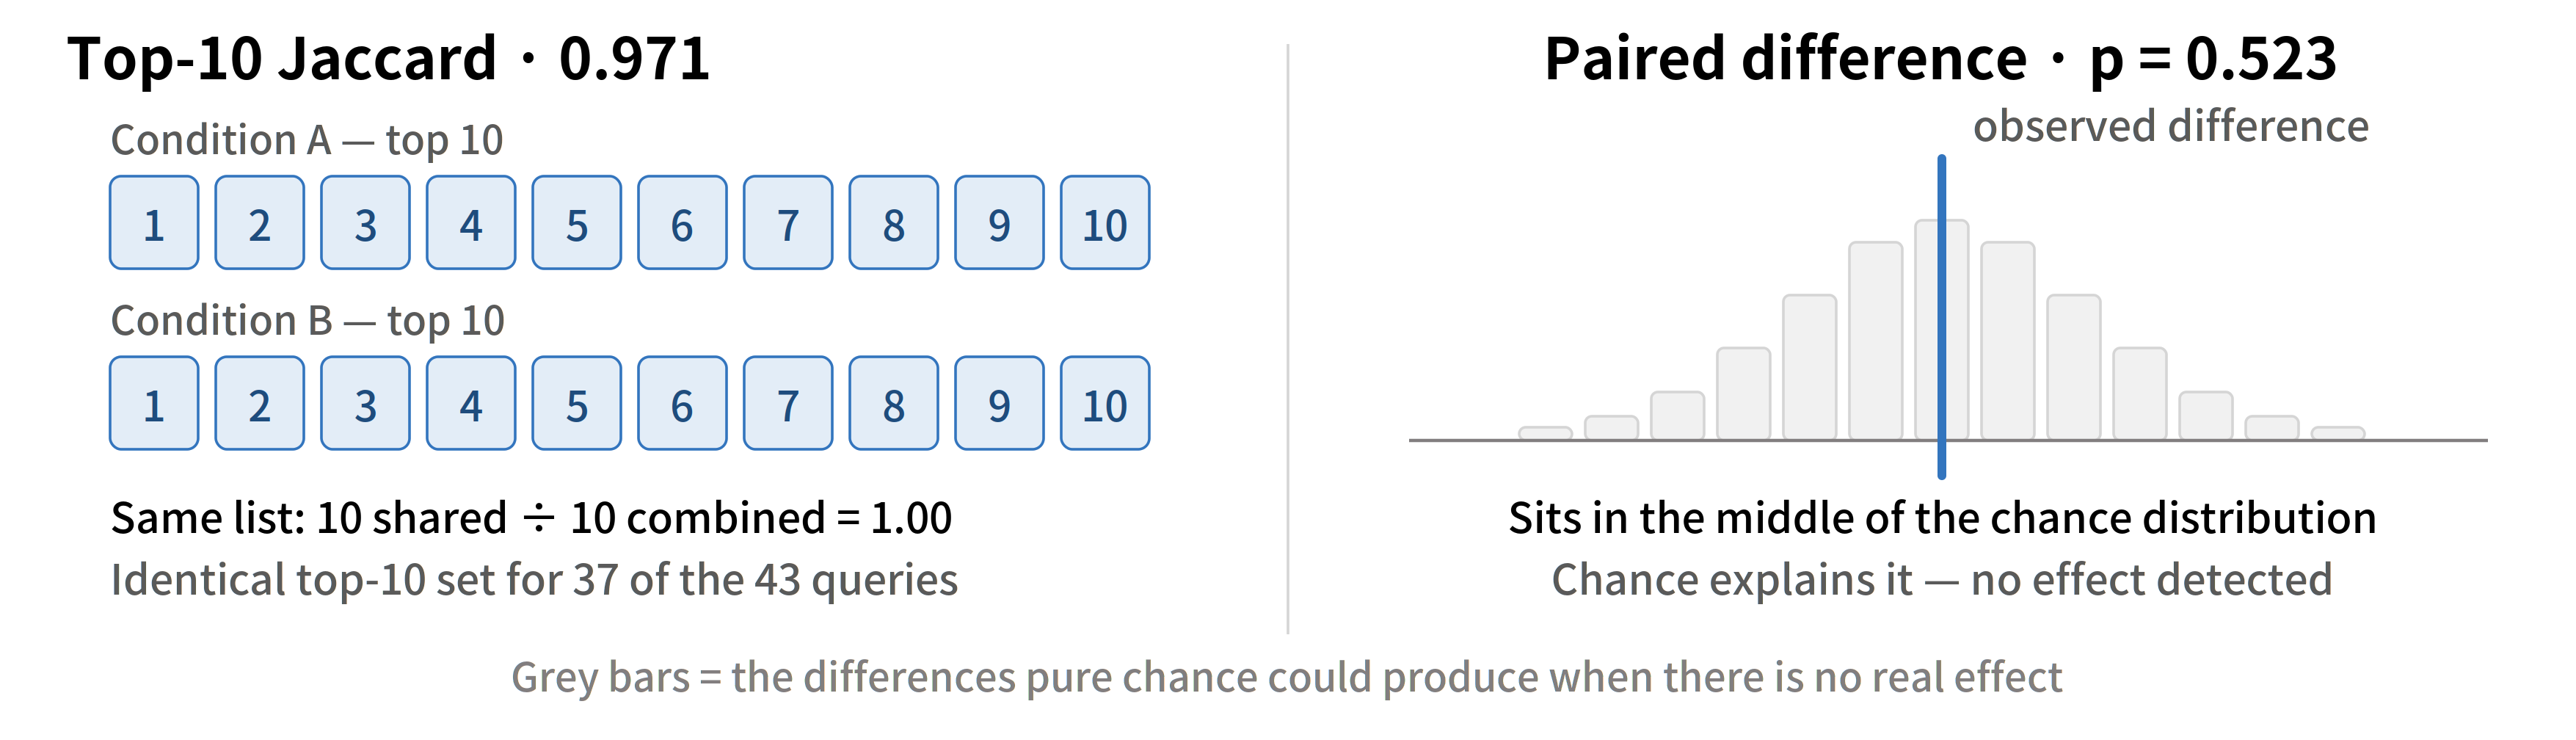 Top-10 Jaccard · 0.971
Condition A — top 10
1 2 3 4 5 6 7 8 9 10
Condition B — top 10
1 2 3 4 5 6 7 8 9 10
Same list: 10 shared ÷ 10 combined = 1.00
Identical top-10 set for 37 of the 43 queries
Paired difference · p = 0.523
observed difference
Sits in the middle of the chance distribution
Chance explains it — no effect detected
Grey bars = the differences pure chance could produce when there is no real effect